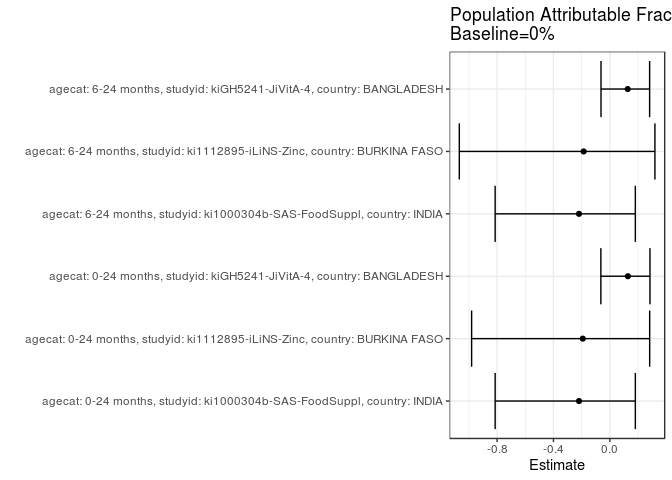 Population Attributable Frac
Baseline=0%
agecat: 6-24 months, studyid: kiGH5241-JiVitA-4, country: BANGLADESH
agecat: 6-24 months, studyid: ki1112895-iLiNS-Zinc, country: BURKINA FASO
agecat: 6-24 months, studyid: ki1000304b-SAS-FoodSuppl, country: INDIA
agecat: 0-24 months, studyid: kiGH5241-JiVitA-4, country: BANGLADESH
agecat: 0-24 months, studyid: ki1112895-iLiNS-Zinc, country: BURKINA FASO
agecat: 0-24 months, studyid: ki1000304b-SAS-FoodSuppl, country: INDIA
-0.8 -0.4 0.0
Estimate